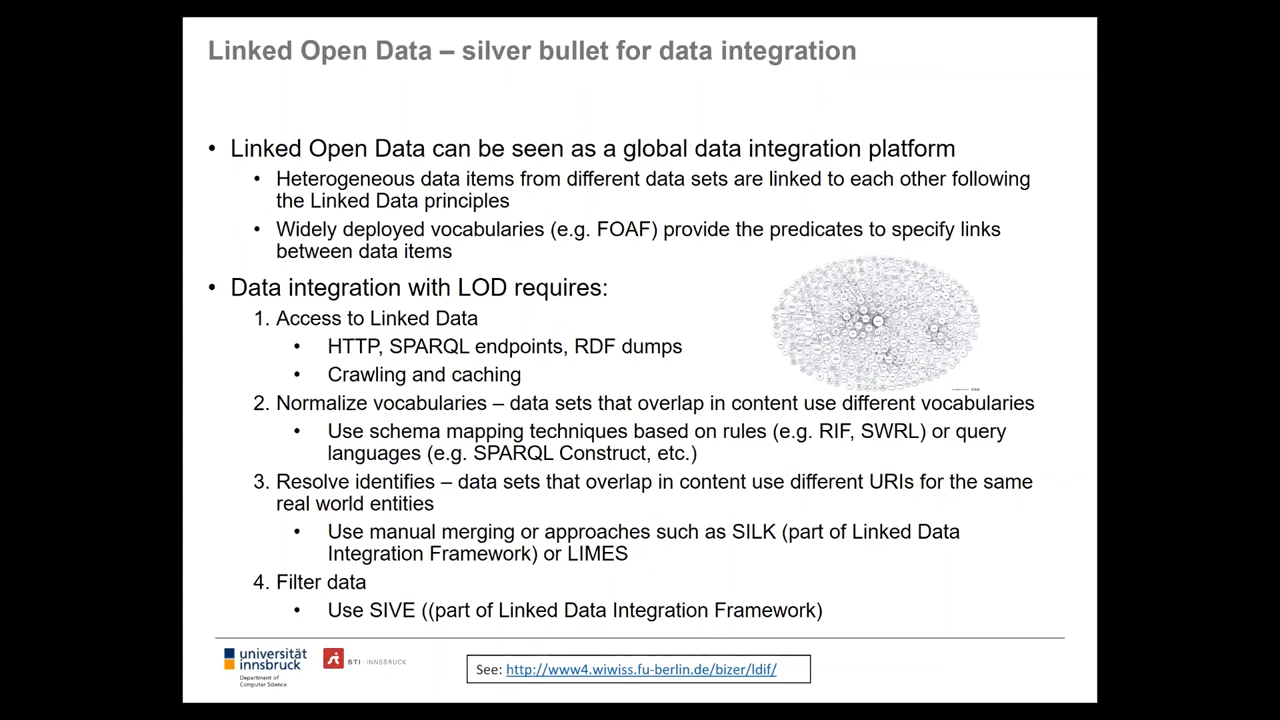 Linked Open Data – silver bullet for data integration
• Linked Open Data can be seen as a global data integration platform
• Heterogeneous data items from different data sets are linked to each other following
the Linked Data principles
• Widely deployed vocabularies (e.g. FOAF) provide the predicates to specify links
between data items
• Data integration with LOD requires:
1. Access to Linked Data
• HTTP, SPARQL endpoints, RDF dumps
• Crawling and caching
2. Normalize vocabularies – data sets that overlap in content use different vocabularies
• Use schema mapping techniques based on rules (e.g. RIF, SWRL) or query
languages (e.g. SPARQL Construct, etc.)
3. Resolve identifies – data sets that overlap in content use different URIs for the same
real world entities
• Use manual merging or approaches such as SILK (part of Linked Data
Integration Framework) or LIMES
4. Filter data
• Use SIVE ((part of Linked Data Integration Framework)
universität
innsbruck
Department of
Computer Science
STI · INNSBRUCK
See: http://www4.wiwiss.fu-berlin.de/bizer/ldif/